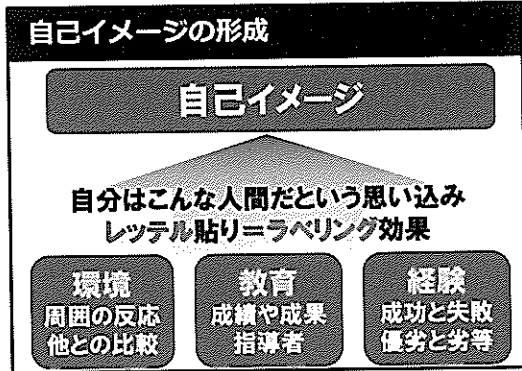 自己イメージの形成
自己イメージ
自分はこんな人間だという思い込み
レッテル貼り＝ラベリング効果
環境
周囲の反応
他との比較
教育
成績や成果
指導者
経験
成功と失敗
優劣と劣等